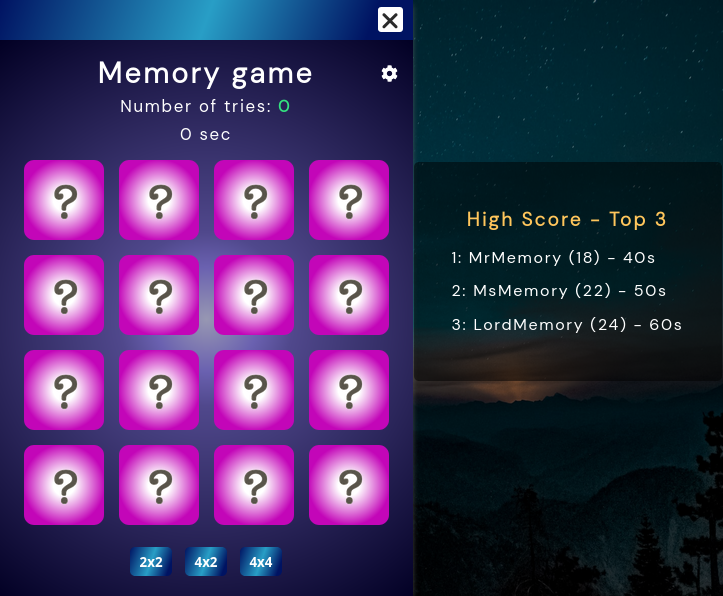 Memory game
Number of tries: 0
0 sec
? ? ? ?
? ? ? ?
? ? ? ?
? ? ? ?
2x2 4x2 4x4
High Score - Top 3
1: MrMemory (18) - 40s
2: MsMemory (22) - 50s
3: LordMemory (24) - 60s